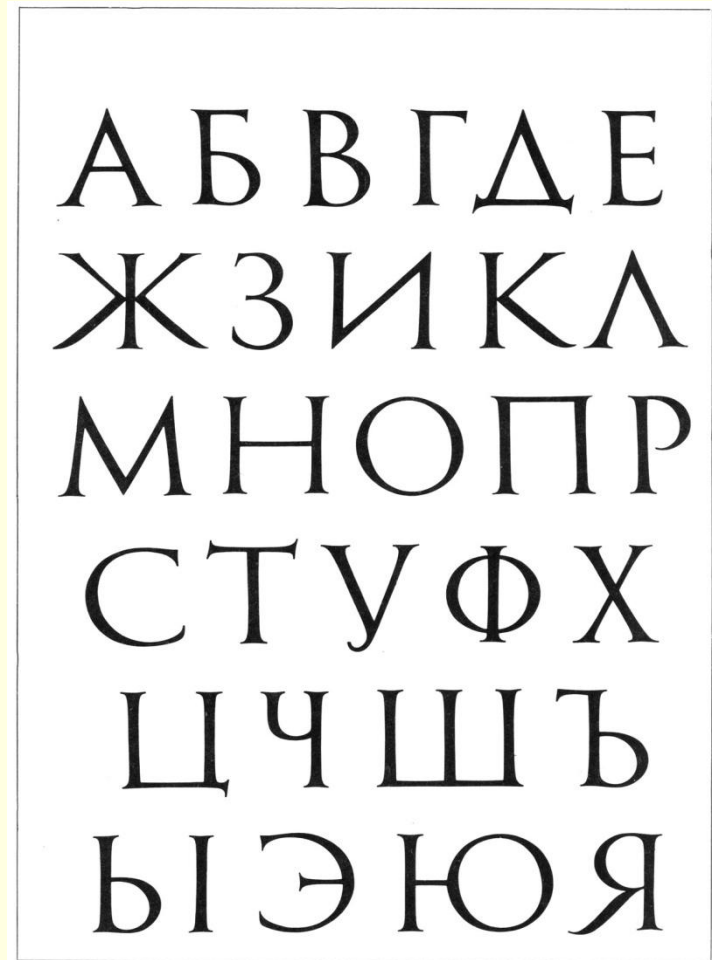 АБВГДЕ
ЖЗИКЛ
МНОПР
СТУФХ
ЦЧШЪ
ЫЭЮЯ